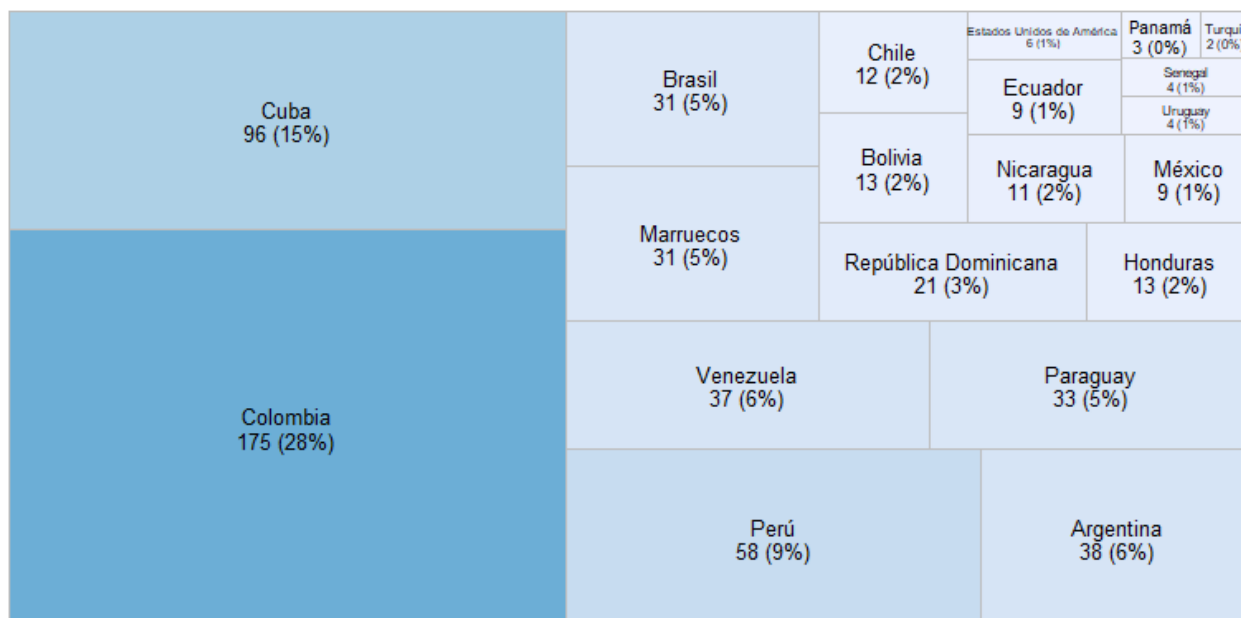 Cuba
96 (15%)
Colombia
175 (28%)
Brasil
31 (5%)
Marruecos
31 (5%)
Chile
12 (2%)
Bolivia
13 (2%)
Estados Unidos de América
6 (1%)
Ecuador
9 (1%)
Panamá
3 (0%)
Turquí
2 (0%)
Senegal
4 (1%)
Uruguay
4 (1%)
Nicaragua
11 (2%)
México
9 (1%)
República Dominicana
21 (3%)
Honduras
13 (2%)
Venezuela
37 (6%)
Paraguay
33 (5%)
Perú
58 (9%)
Argentina
38 (6%)